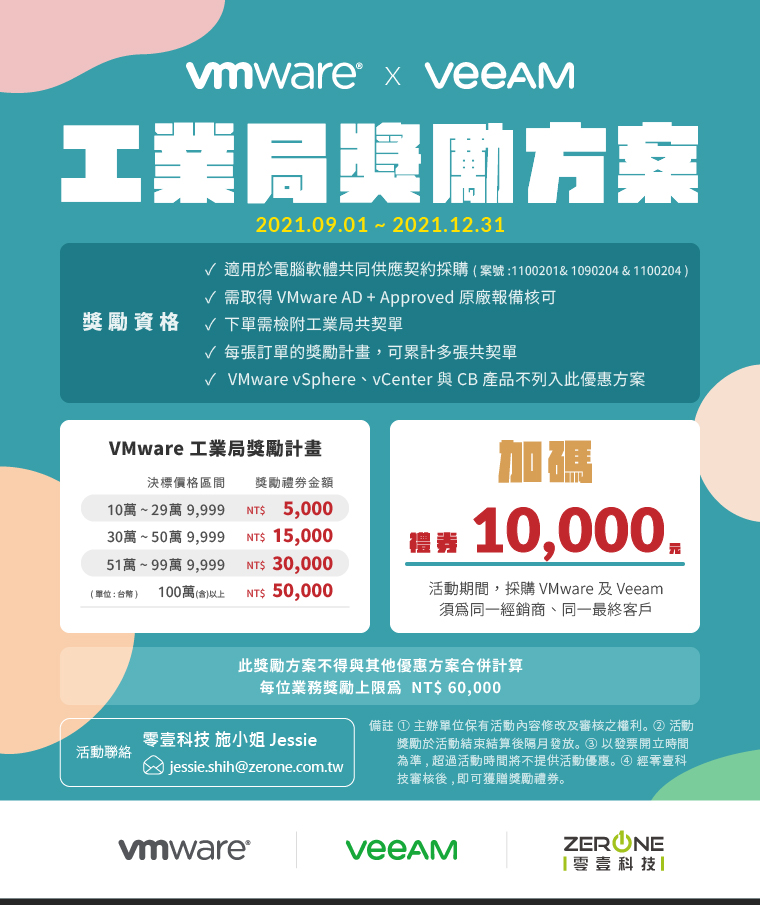 vmware® X VEEAM
工業局獎勵方案
2021.09.01 ~ 2021.12.31
獎勵資格
✓ 適用於電腦軟體共同供應契約採購 ( 案號 :1100201& 1090204 & 1100204 )
✓ 需取得 VMware AD + Approved 原廠報備核可
✓ 下單需檢附工業局共契單
✓ 每張訂單的獎勵計畫，可累計多張共契單
✓ VMware vSphere、vCenter 與 CB 產品不列入此優惠方案
VMware 工業局獎勵計畫
決標價格區間 獎勵禮券金額
10萬 ~ 29萬 9,999 NT$ 5,000
30萬 ~ 50萬 9,999 NT$ 15,000
51萬 ~ 99萬 9,999 NT$ 30,000
( 單位 : 台幣 ) 100萬(含)以上 NT$ 50,000
加碼
禮券 10,000 元
活動期間，採購 VMware 及 Veeam
須為同一經銷商、同一最終客戶
此獎勵方案不得與其他優惠方案合併計算
每位業務獎勵上限為 NT$ 60,000
活動聯絡
零壹科技 施小姐 Jessie
jessie.shih@zerone.com.tw
備註 ① 主辦單位保有活動內容修改及審核之權利。② 活動
獎勵於活動結束結算後隔月發放。③ 以發票開立時間
為準 , 超過活動時間將不提供活動優惠。④ 經零壹科
技審核後 , 即可獲贈獎勵禮券。
vmware® VEEAM ZERONE
零壹科技